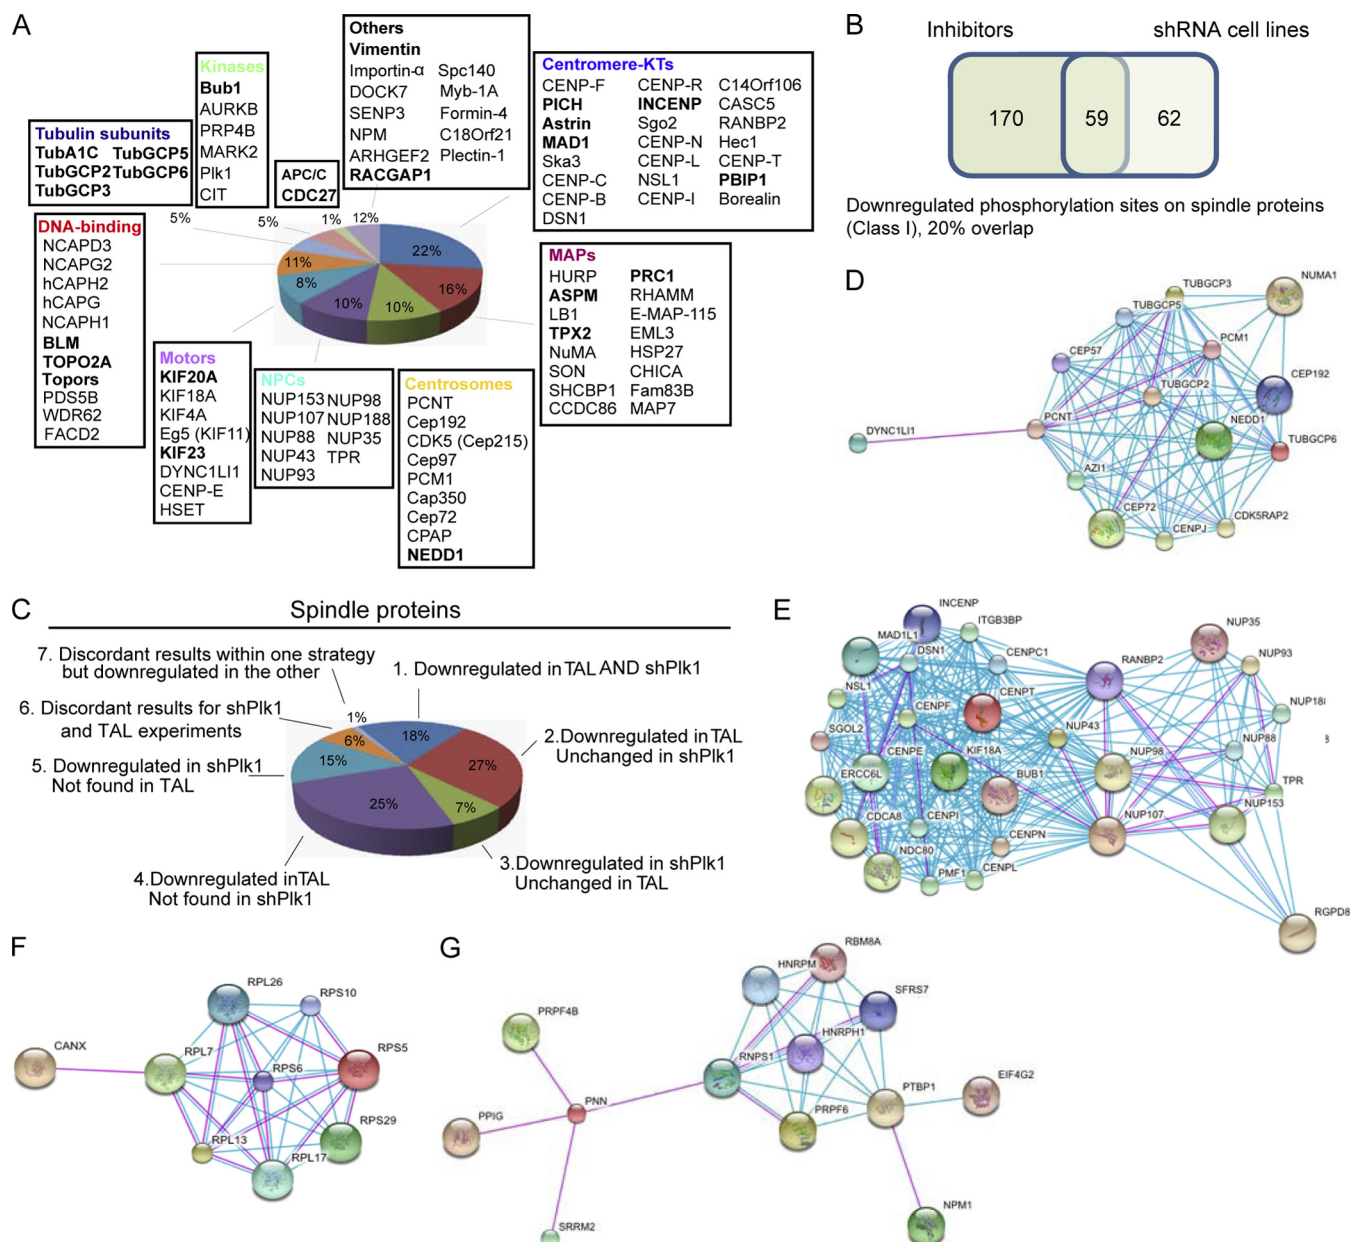 A
Others
Vimentin
Importin-α Spc140
DOCK7 Myb-1A
SENP3 Formin-4
NPM C18Orf21
ARHGEF2 Plectin-1
RACGAP1
Kinases
Bub1
AURKB
PRP4B
MARK2
Plk1
CIT
Tubulin subunits
TubA1C TubGCP5
TubGCP2 TubGCP6
TubGCP3
APC/C
CDC27
Centromere-KTs
CENP-F CENP-R C14Orf106
PICH INCENP CASC5
Astrin Sgo2 RANBP2
MAD1 CENP-N Hec1
Ska3 CENP-L CENP-T
CENP-C NSL1 PBIP1
CENP-B CENP-I Borealin
DSN1
DNA-binding
NCAPD3
NCAPG2
hCAPH2
hCAPG
NCAPH1
BLM
TOPO2A
Topors
PDS5B
WDR62
FACD2
5%
5%
1%
12%
22%
16%
10%
10%
8%
11%
MAPs
HURP PRC1
ASPM RHAMM
LB1 E-MAP-115
TPX2 EML3
NuMA HSP27
SON CHICA
SHCBP1 Fam83B
CCDC86 MAP7
Motors
KIF20A
KIF18A
KIF4A
Eg5 (KIF11)
KIF23
DYNC1LI1
CENP-E
HSET
NPCs
NUP153 NUP98
NUP107 NUP188
NUP88 NUP35
NUP43 TPR
NUP93
Centrosomes
PCNT
Cep192
CDK5 (Cep215)
Cep97
PCM1
Cap350
Cep72
CPAP
NEDD1
B
Inhibitors shRNA cell lines
170 59 62
Downregulated phosphorylation sites on spindle proteins
(Class I), 20% overlap
C
Spindle proteins
7. Discordant results within one strategy
but downregulated in the other
1. Downregulated in TAL AND shPlk1
6. Discordant results for shPlk1
and TAL experiments
2.Downregulated in TAL
Unchanged in shPlk1
5. Downregulated in shPlk1
Not found in TAL
3.Downregulated in shPlk1
Unchanged in TAL
4.Downregulated inTAL
Not found in shPlk1
1%
18%
6%
15%
27%
25%
7%
D
TUBGCP3
NUMA1
TUBGCP5
PCM1
CEP57
CEP192
TUBGCP2
PCNT
NEDD1
DYNC1LI1
TUBGCP6
AZI1
CEP72
CDK5RAP2
CENPJ
E
INCENP
ITGB3BP
MAD1L1
DSN1
CENPC1
RANBP2
NUP35
NUP93
NSL1
CENPT
CENPF
NUP188
SGOL2
NUP43
CENPE
KIF18A
NUP98
NUP88
ERCC6L
BUB1
TPR
NUP153
CDCA8
CENPI
NUP107
NDC80
CENPN
PMF1
CENPL
RGPD8
F
RPL26
RPS10
CANX
RPL7
RPS5
RPS6
RPS29
RPL13
RPL17
G
RBM8A
HNRPM
SFRS7
PRPF4B
HNRPH1
RNPS1
PTBP1
EIF4G2
PNN
PPIG
PRPF6
NPM1
SRRM2